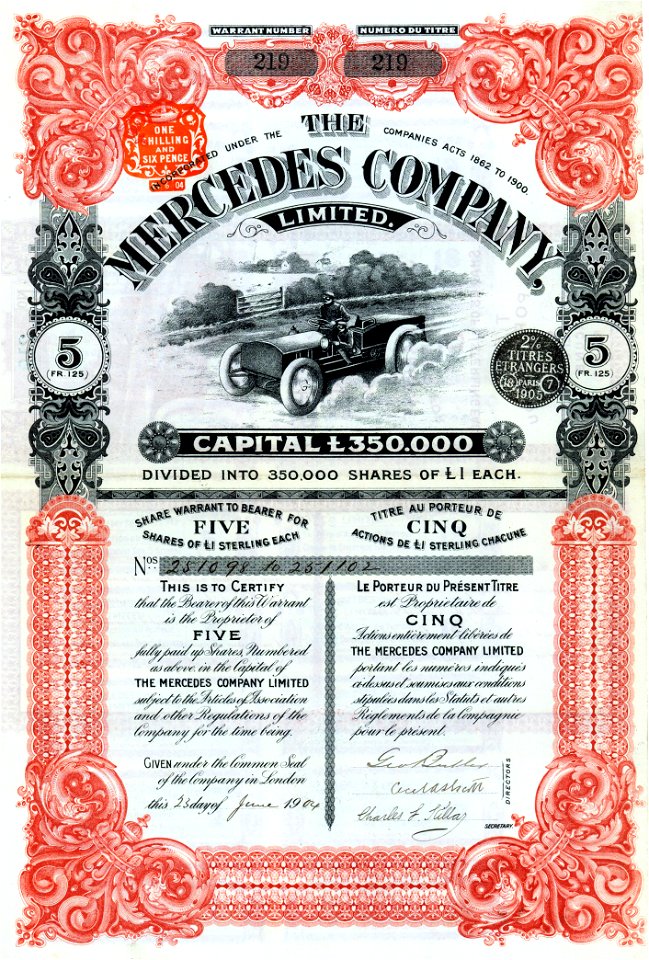 WARRANT NUMBER NUMERO DU TITRE
219 219
ONE
SHILLING
AND
SIX PENCE
THE
INCORPORATED UNDER THE COMPANIES ACTS 1862 TO 1900.
MERCEDES COMPANY,
LIMITED.
5
(FR. 125)
2%
TITRES
ETRANGERS
18 PARIS 7
1905
5
(FR. 125)
CAPITAL £350.000
DIVIDED INTO 350.000 SHARES OF £1 EACH.
SHARE WARRANT TO BEARER FOR
FIVE
SHARES OF £1 STERLING EACH
TITRE AU PORTEUR DE
CINQ
ACTIONS DE £1 STERLING CHACUNE
Nos 251098 to 251102
THIS IS TO CERTIFY
that the Bearer of this Warrant
is the Proprietor of
FIVE
fully paid up Shares, Numbered
as above, in the Capital of
THE MERCEDES COMPANY LIMITED
subject to the Articles of Association
and other Regulations of the
Company for the time being.
GIVEN under the Common Seal
of the Company in London
this 23 day of June 1904
LE PORTEUR DU PRÉSENT TITRE
est Propriétaire de
CINQ
Actions entièrement libérées de
THE MERCEDES COMPANY LIMITED
portant les numéros indiqués
ci-dessus et soumises aux conditions
stipulées dans les Statuts et autres
Règlements de la Compagnie
pour le présent.
DIRECTORS
Charles F.
SECRETARY.